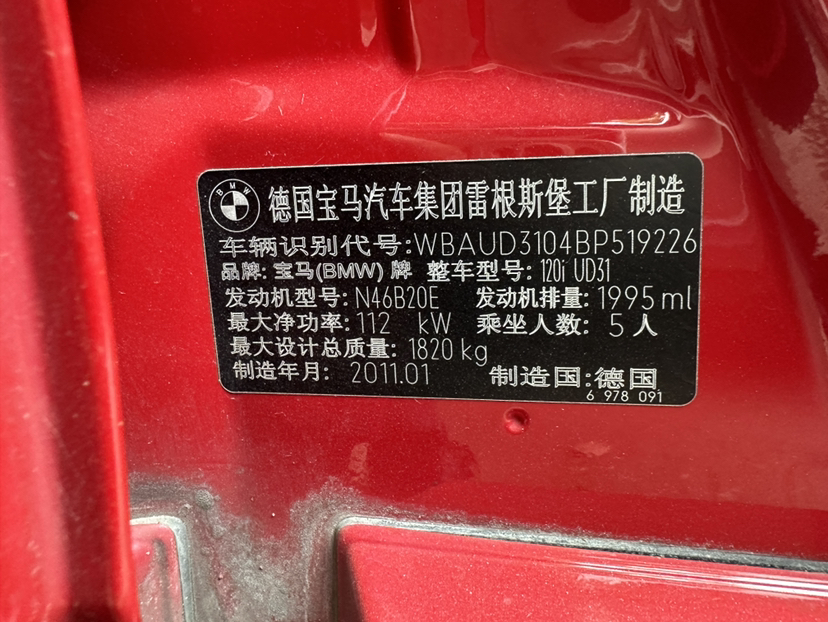 BMW 德国宝马汽车集团雷根斯堡工厂制造
车辆识别代号:WBAUD3104BP519226
品牌: 宝马(BMW) 牌 整车型号: 120i UD31
发动机型号: N46B20E 发动机排量: 1995 ml
最大净功率: 112 kW 乘坐人数: 5 人
最大设计总质量: 1820 kg
制造年月: 2011.01 制造国: 德国
6 978 091